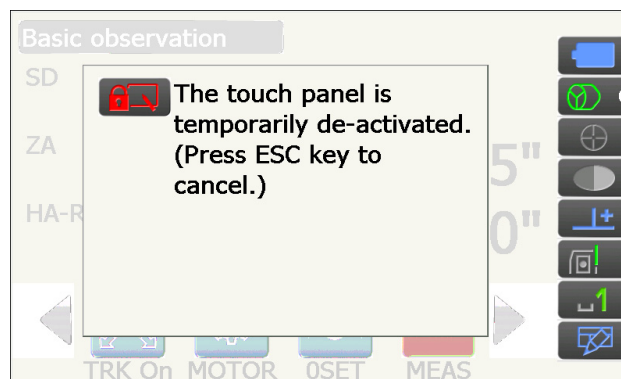 Basic observation
SD
The touch panel is
temporarily de-activated.
ZA
(Press ESC key to
5"
cancel.)
HA-R
0"
1
TRK On MOTOR 0SET MEAS